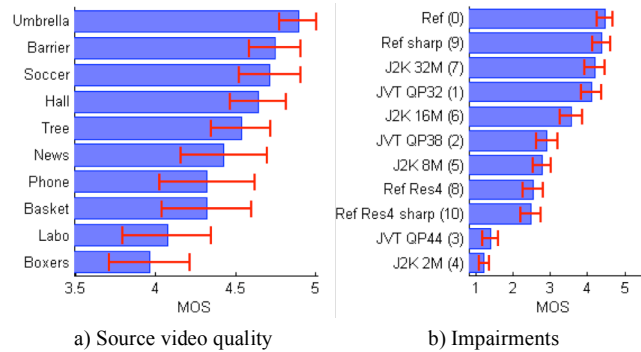 Umbrella
Barrier
Soccer
Hall
Tree
News
Phone
Basket
Labo
Boxers
3.5 4 4.5 5
MOS
a) Source video quality
Ref (0)
Ref sharp (9)
J2K 32M (7)
JVT QP32 (1)
J2K 16M (6)
JVT QP38 (2)
J2K 8M (5)
Ref Res4 (8)
Ref Res4 sharp (10)
JVT QP44 (3)
J2K 2M (4)
1 2 3 4 5
MOS
b) Impairments